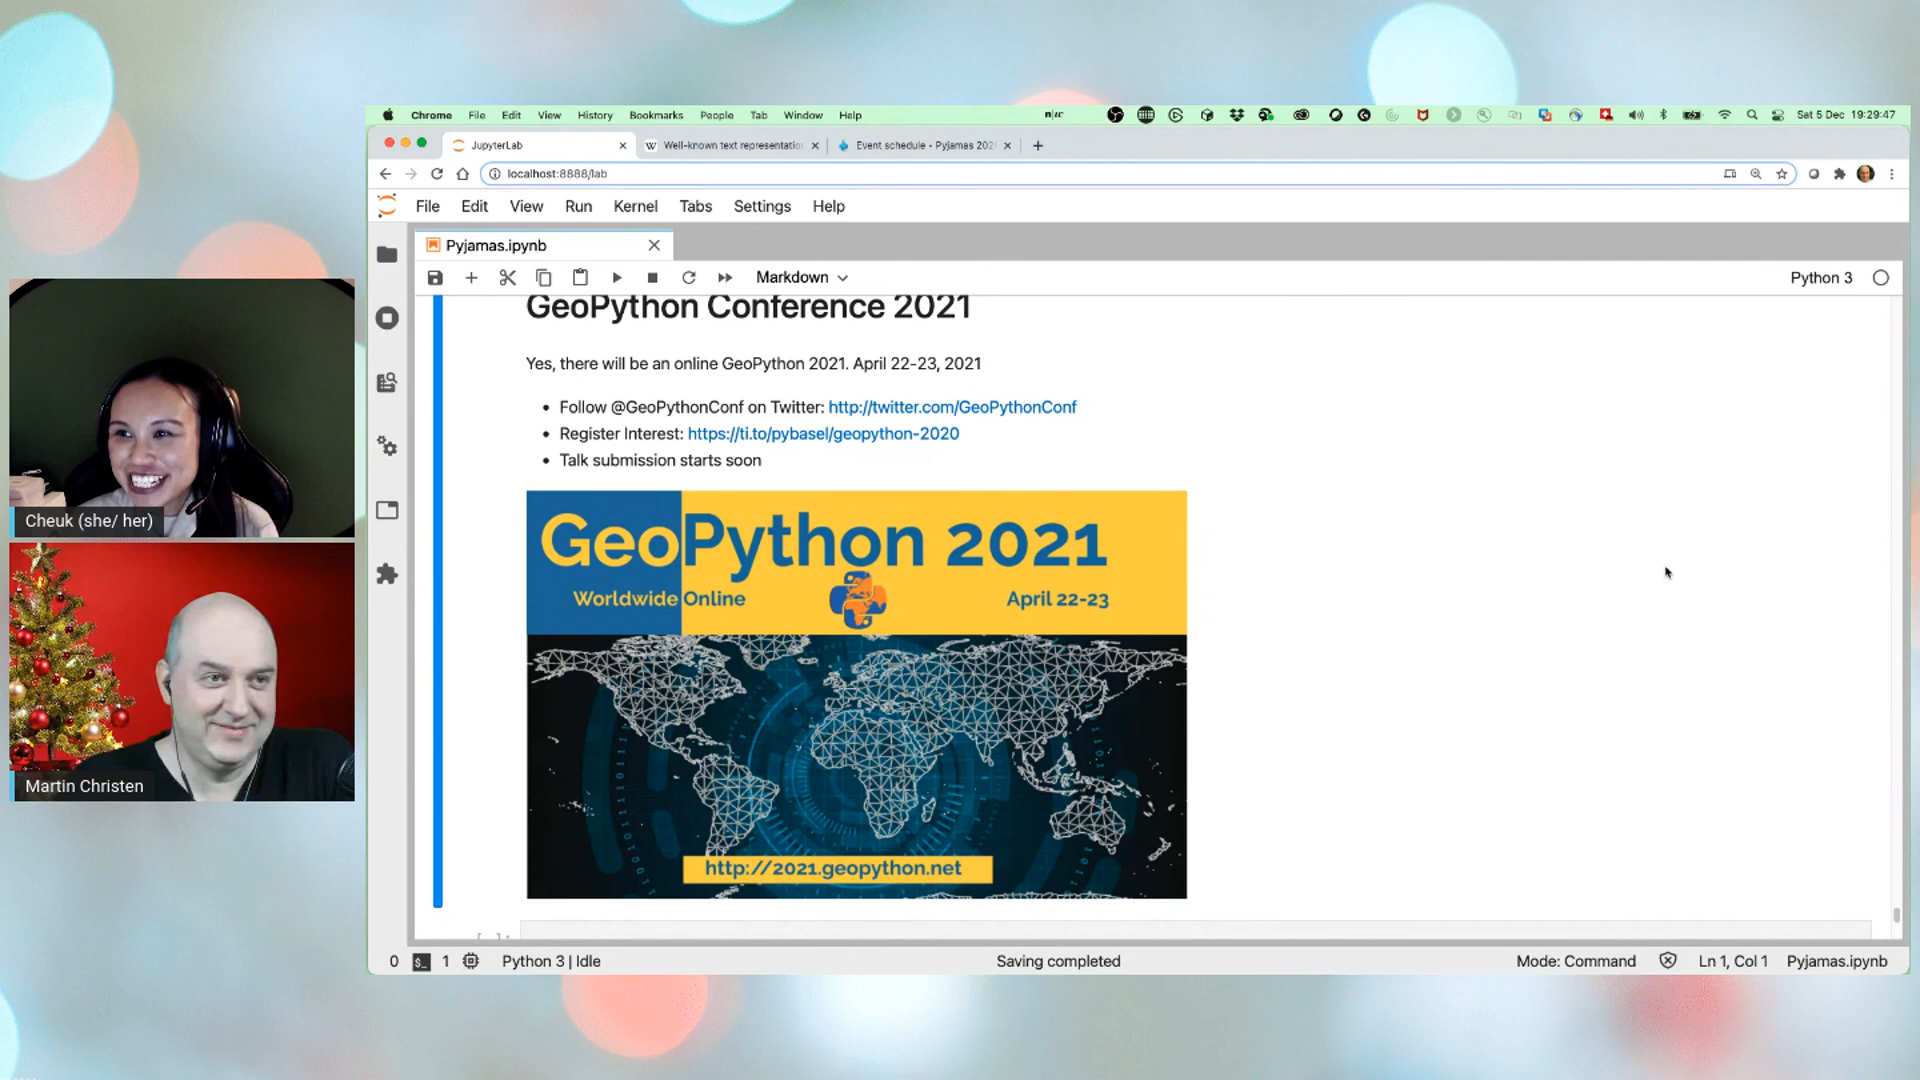 Chrome File Edit View History Bookmarks People Tab Window Help
Sat 5 Dec 19:29:47
JupyterLab
Well-known text representation
Event schedule • Pyjamas 202
localhost:8888/lab
File Edit View Run Kernel Tabs Settings Help
Pyjamas.ipynb
Markdown
Python 3
GeoPython Conference 2021
Yes, there will be an online GeoPython 2021. April 22-23, 2021
• Follow @GeoPythonConf on Twitter: http://twitter.com/GeoPythonConf
• Register Interest: https://ti.to/pybasel/geopython-2020
• Talk submission starts soon
GeoPython 2021
Worldwide Online
April 22-23
http://2021.geopython.net
[ ]:
0 $_ 1 Python 3 | Idle
Saving completed
Mode: Command
Ln 1, Col 1
Pyjamas.ipynb
Cheuk (she/ her)
Martin Christen